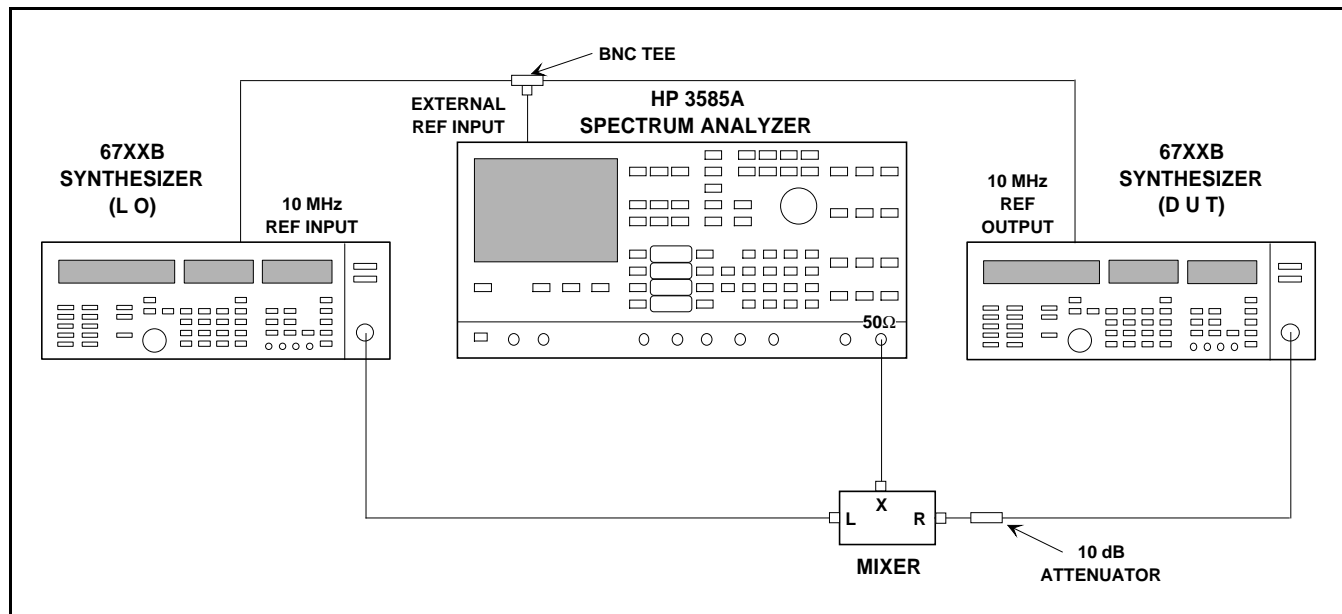 BNC TEE
EXTERNAL
REF INPUT
HP 3585A
SPECTRUM ANALYZER
67XXB
SYNTHESIZER
(L O)
10 MHz
REF INPUT
67XXB
SYNTHESIZER
(D U T)
10 MHz
REF
OUTPUT
50Ω
L
X
R
MIXER
10 dB
ATTENUATOR